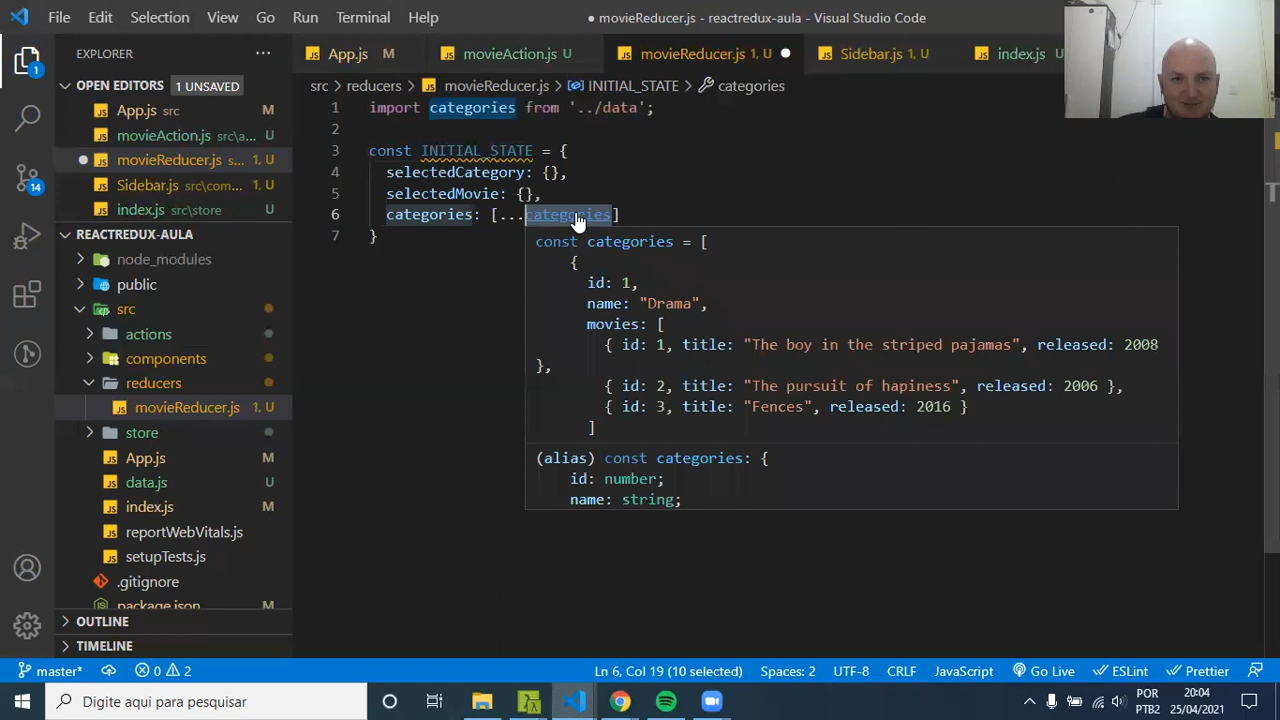 File Edit Selection View Go Run Terminal Help
● movieReducer.js - reactredux-aula - Visual Studio Code
EXPLORER
App.js M
movieAction.js U
movieReducer.js 1, U
Sidebar.js 1, U
index.js U
OPEN EDITORS 1 UNSAVED
App.js src M
movieAction.js src\a... U
movieReducer.js s... 1, U
Sidebar.js src\com... 1, U
index.js src\store U
REACTREDUX-AULA
node_modules
public
src
actions
components
reducers
movieReducer.js 1, U
store
App.js M
data.js U
index.js M
reportWebVitals.js
setupTests.js
.gitignore
package.json M
OUTLINE
TIMELINE
1
14
src > reducers > movieReducer.js > INITIAL_STATE > categories
1 import categories from '../data';
2
3 const INITIAL_STATE = {
4 selectedCategory: {},
5 selectedMovie: {},
6 categories: [...categories]
7 }
const categories = [
{
id: 1,
name: "Drama",
movies: [
{ id: 1, title: "The boy in the striped pajamas", released: 2008
},
{ id: 2, title: "The pursuit of hapiness", released: 2006 },
{ id: 3, title: "Fences", released: 2016 }
]
(alias) const categories: {
id: number;
name: string;
master* 0 2 Ln 6, Col 19 (10 selected) Spaces: 2 UTF-8 CRLF JavaScript Go Live ESLint Prettier
Digite aqui para pesquisar
POR
PTB2
20:04
25/04/2021